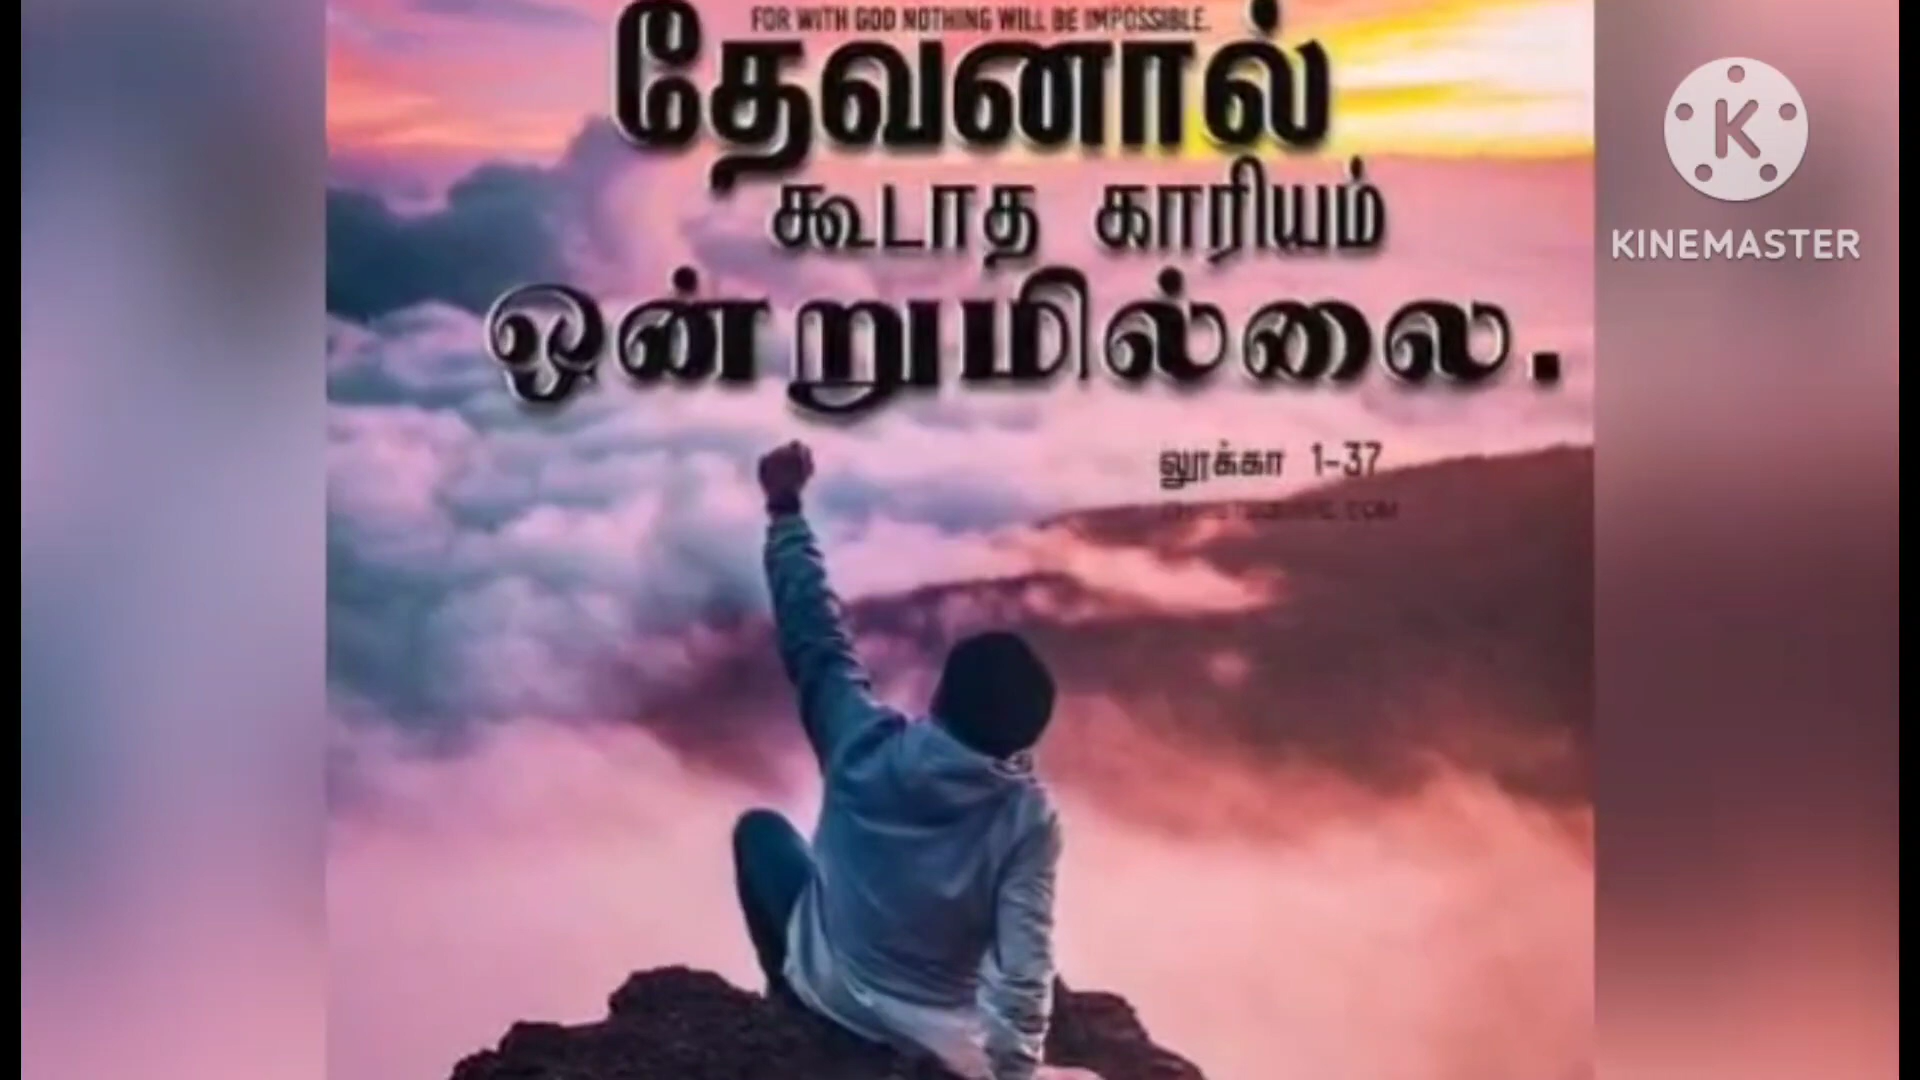 FOR WITH GOD NOTHING WILL BE IMPOSSIBLE.
தேவனால்
கூடாத காரியம்
ஒன்றுமில்லை.
லூக்கா 1-37
K
KINEMASTER